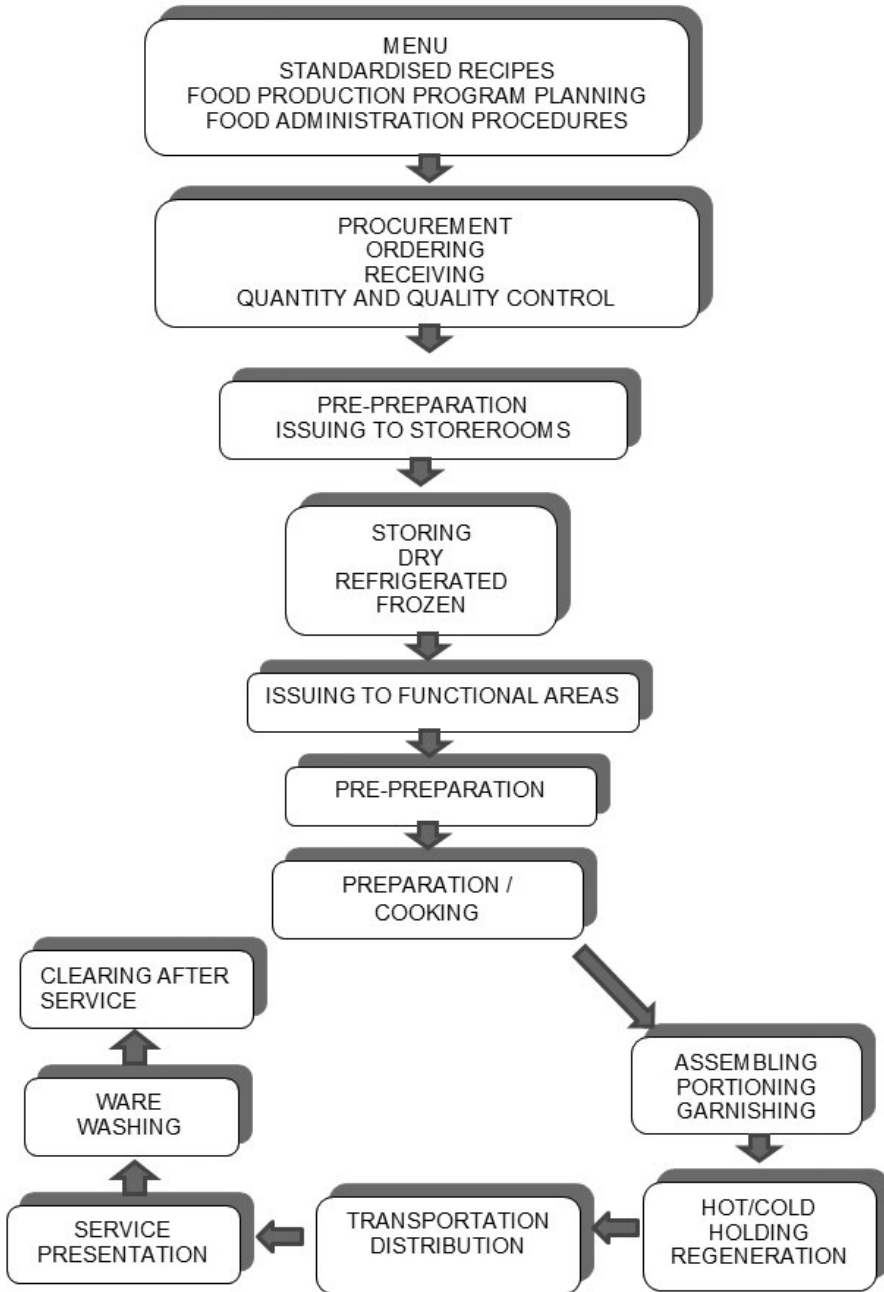 MENU
STANDARDISED RECIPES
FOOD PRODUCTION PROGRAM PLANNING
FOOD ADMINISTRATION PROCEDURES
PROCUREMENT
ORDERING
RECEIVING
QUANTITY AND QUALITY CONTROL
PRE-PREPARATION
ISSUING TO STOREROOMS
STORING
DRY
REFRIGERATED
FROZEN
ISSUING TO FUNCTIONAL AREAS
PRE-PREPARATION
PREPARATION /
COOKING
ASSEMBLING
PORTIONING
GARNISHING
HOT/COLD
HOLDING
REGENERATION
TRANSPORTATION
DISTRIBUTION
SERVICE
PRESENTATION
WARE
WASHING
CLEARING AFTER
SERVICE